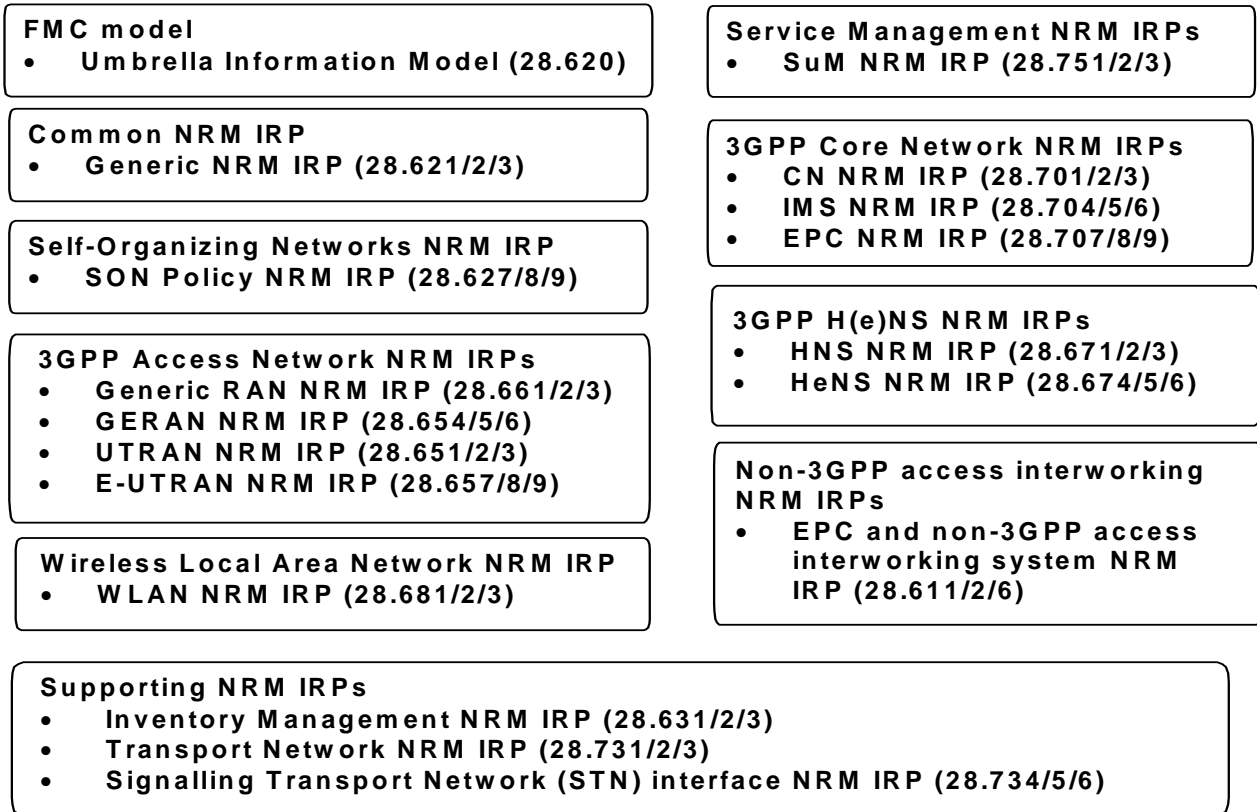 FMC model
• Umbrella Information Model (28.620)
Common NRM IRP
• Generic NRM IRP (28.621/2/3)
Self-Organizing Networks NRM IRP
• SON Policy NRM IRP (28.627/8/9)
3GPP Access Network NRM IRPs
• Generic RAN NRM IRP (28.661/2/3)
• GERAN NRM IRP (28.654/5/6)
• UTRAN NRM IRP (28.651/2/3)
• E-UTRAN NRM IRP (28.657/8/9)
Wireless Local Area Network NRM IRP
• WLAN NRM IRP (28.681/2/3)
Service Management NRM IRPs
• SuM NRM IRP (28.751/2/3)
3GPP Core Network NRM IRPs
• CN NRM IRP (28.701/2/3)
• IMS NRM IRP (28.704/5/6)
• EPC NRM IRP (28.707/8/9)
3GPP H(e)NS NRM IRPs
• HNS NRM IRP (28.671/2/3)
• HeNS NRM IRP (28.674/5/6)
Non-3GPP access interworking
NRM IRPs
• EPC and non-3GPP access
interworking system NRM
IRP (28.611/2/6)
Supporting NRM IRPs
• Inventory Management NRM IRP (28.631/2/3)
• Transport Network NRM IRP (28.731/2/3)
• Signalling Transport Network (STN) interface NRM IRP (28.734/5/6)